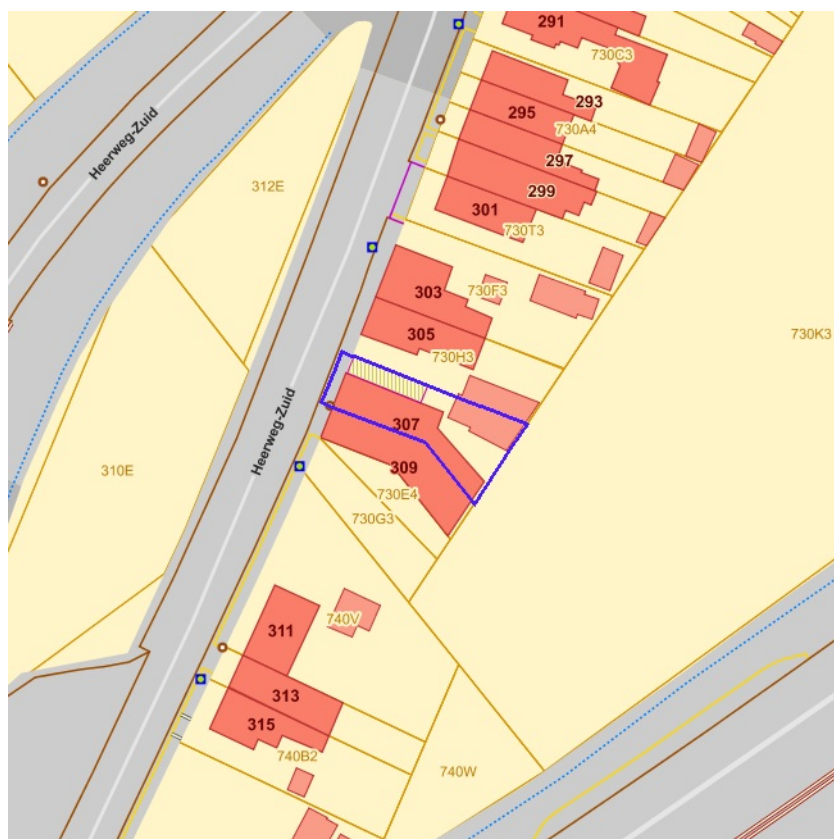 291
730C3
Heerweg-Zuid
293
295
730A4
297
312E
299
301
730T3
303
730F3
305
730K3
730H3
307
Heerweg-Zuid
309
310E
730E4
730G3
311
740V
313
315
740B2
740W